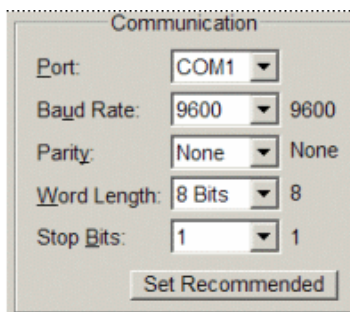 Communication
Port: COM1
Baud Rate: 9600 9600
Parity: None None
Word Length: 8 Bits 8
Stop Bits: 1 1
Set Recommended